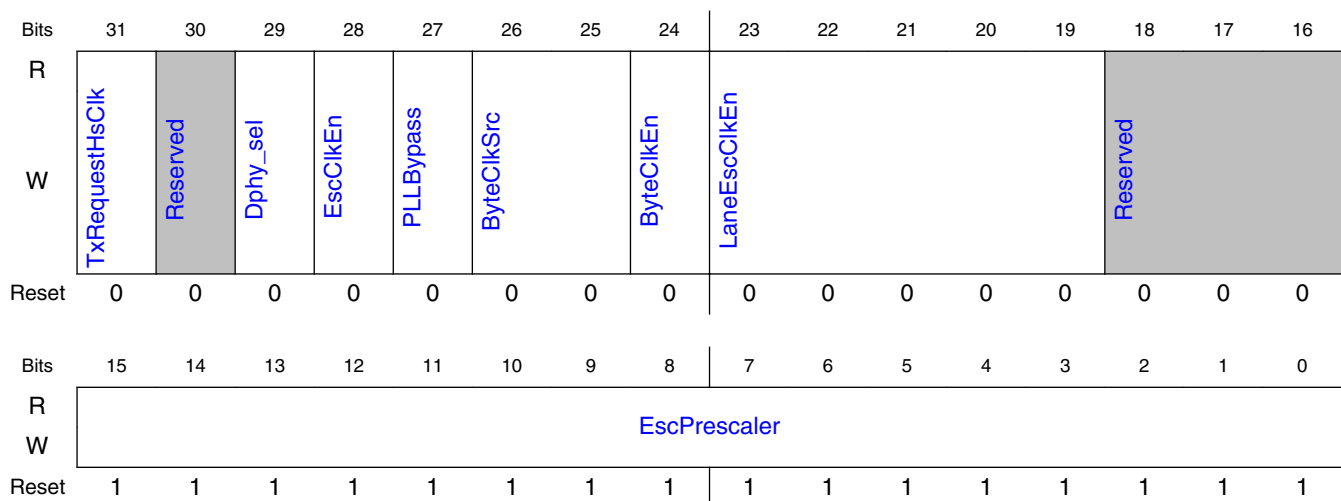 Bits 31 30 29 28 27 26 25 24 23 22 21 20 19 18 17 16
R
W
TxRequestHsClk
Reserved
Dphy_sel
EscClkEn
PLLBypass
ByteClkSrc
ByteClkEn
LaneEscClkEn
Reserved
Reset 0 0 0 0 0 0 0 0 0 0 0 0 0 0 0 0
Bits 15 14 13 12 11 10 9 8 7 6 5 4 3 2 1 0
R
W
EscPrescaler
Reset 1 1 1 1 1 1 1 1 1 1 1 1 1 1 1 1